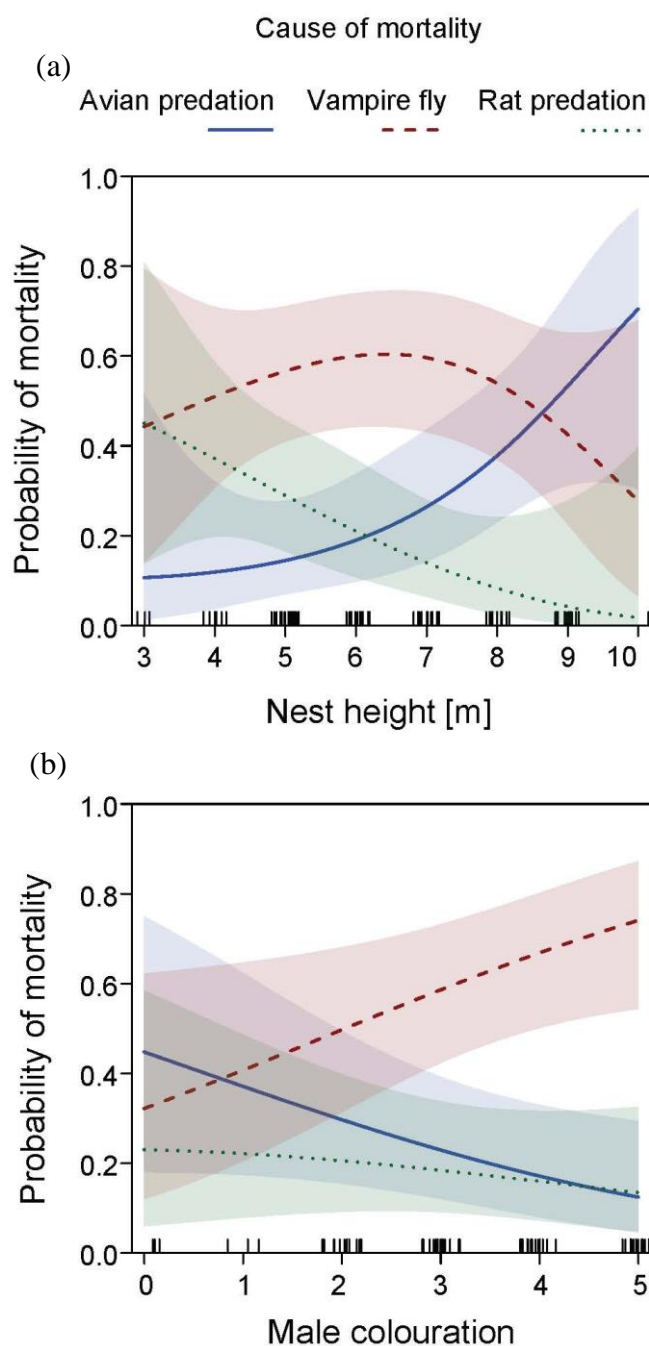 Cause of mortality
(a)
Avian predation Vampire fly Rat predation
1.0
0.8
0.6
0.4
0.2
0.0
Probability of mortality
3 4 5 6 7 8 9 10
Nest height [m]
(b)
1.0
0.8
0.6
0.4
0.2
0.0
Probability of mortality
0 1 2 3 4 5
Male colouration